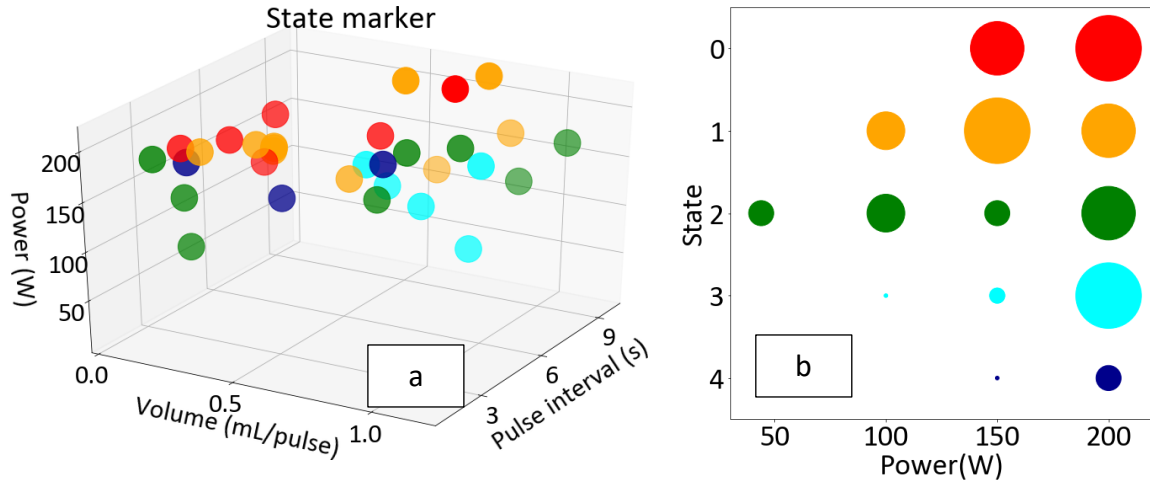 State marker
200
150
100
50
Power (W)
0.0
0.5
1.0
Volume (mL/pulse)
3
6
9
Pulse interval (s)
a
0
1
2
3
4
State
50
100
150
200
Power(W)
b